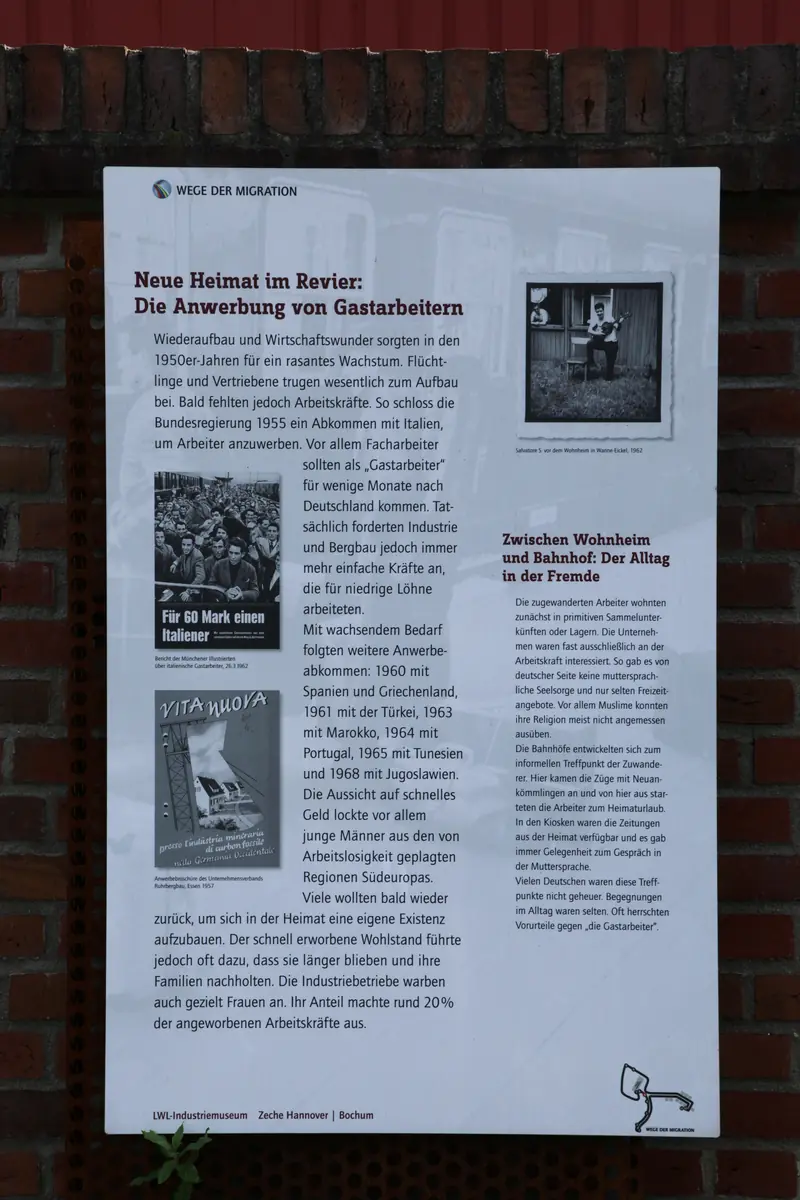 WEGE DER MIGRATION
Neue Heimat im Revier:
Die Anwerbung von Gastarbeitern
Wiederaufbau und Wirtschaftswunder sorgten in den
1950er-Jahren für ein rasantes Wachstum. Flücht-
linge und Vertriebene trugen wesentlich zum Aufbau
bei. Bald fehlten jedoch Arbeitskräfte. So schloss die
Bundesregierung 1955 ein Abkommen mit Italien,
um Arbeiter anzuwerben. Vor allem Facharbeiter
sollten als „Gastarbeiter“
für wenige Monate nach
Deutschland kommen. Tat-
sächlich forderten Industrie
und Bergbau jedoch immer
mehr einfache Kräfte an,
die für niedrige Löhne
arbeiteten.
Mit wachsendem Bedarf
folgten weitere Anwerbe-
abkommen: 1960 mit
Spanien und Griechenland,
1961 mit der Türkei, 1963
mit Marokko, 1964 mit
Portugal, 1965 mit Tunesien
und 1968 mit Jugoslawien.
Die Aussicht auf schnelles
Geld lockte vor allem
junge Männer aus den von
Arbeitslosigkeit geplagten
Regionen Südeuropas.
Viele wollten bald wieder
zurück, um sich in der Heimat eine eigene Existenz
aufzubauen. Der schnell erworbene Wohlstand führte
jedoch oft dazu, dass sie länger blieben und ihre
Familien nachholten. Die Industriebetriebe warben
auch gezielt Frauen an. Ihr Anteil machte rund 20%
der angeworbenen Arbeitskräfte aus.
Für 60 Mark einen
Italiener
Bericht der Münchener Illustrierten
über italienische Gastarbeiter, 26.3.1962
VITA NUOVA
presso l'industria mineraria
di carbon fossile
nella Germania Occidentale
Anwerbebroschüre des Unternehmensverbands
Ruhrbergbau, Essen 1957
Salvatore S. vor dem Wohnheim in Wanne-Eickel, 1962
Zwischen Wohnheim
und Bahnhof: Der Alltag
in der Fremde
Die zugewanderten Arbeiter wohnten
zunächst in primitiven Sammelunter-
künften oder Lagern. Die Unterneh-
men waren fast ausschließlich an der
Arbeitskraft interessiert. So gab es von
deutscher Seite keine muttersprach-
liche Seelsorge und nur selten Freizeit-
angebote. Vor allem Muslime konnten
ihre Religion meist nicht angemessen
ausüben.
Die Bahnhöfe entwickelten sich zum
informellen Treffpunkt der Zuwande-
rer. Hier kamen die Züge mit Neuan-
kömmlingen an und von hier aus star-
teten die Arbeiter zum Heimaturlaub.
In den Kiosken waren die Zeitungen
aus der Heimat verfügbar und es gab
immer Gelegenheit zum Gespräch in
der Muttersprache.
Vielen Deutschen waren diese Treff-
punkte nicht geheuer. Begegnungen
im Alltag waren selten. Oft herrschten
Vorurteile gegen „die Gastarbeiter“.
LWL-Industriemuseum Zeche Hannover | Bochum
WEGE DER MIGRATION